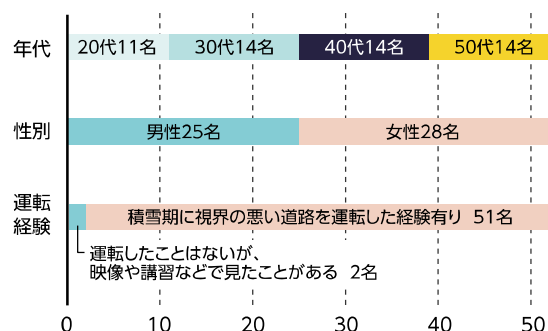 年代
20代11名
30代14名
40代14名
50代14名
性別
男性25名
女性28名
運転
経験
積雪期に視界の悪い道路を運転した経験有り 51名
運転したことはないが、
映像や講習などで見たことがある 2名
0
10
20
30
40
50